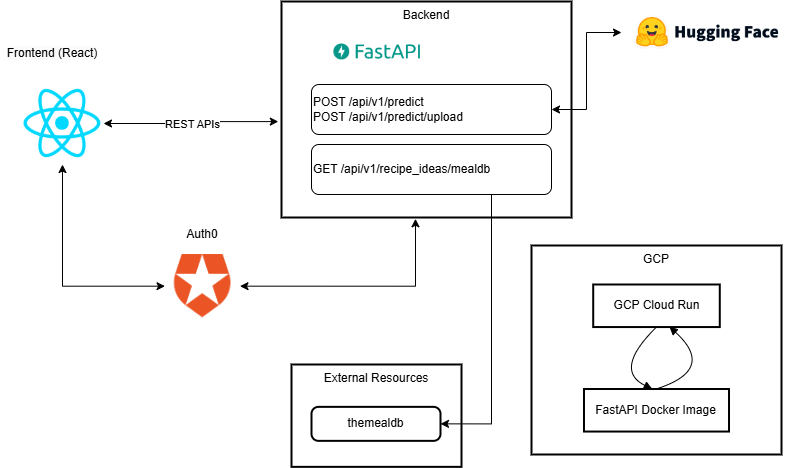 Backend
Hugging Face
Frontend (React)
FastAPI
POST /api/v1/predict
POST /api/v1/predict/upload
REST APIs
GET /api/v1/recipe_ideas/mealdb
Auth0
GCP
GCP Cloud Run
External Resources
FastAPI Docker Image
themealdb